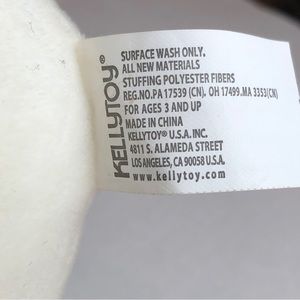 KELLYTOY®
SURFACE WASH ONLY.
ALL NEW MATERIALS
STUFFING POLYESTER FIBERS
REG.NO.PA 17539 (CN). OH 17499.MA 3353(CN)
FOR AGES 3 AND UP
MADE IN CHINA
KELLYTOY® U.S.A. INC.
4811 S. ALAMEDA STREET
LOS ANGELES, CA 90058 U.S.A.
www.kellytoy.com